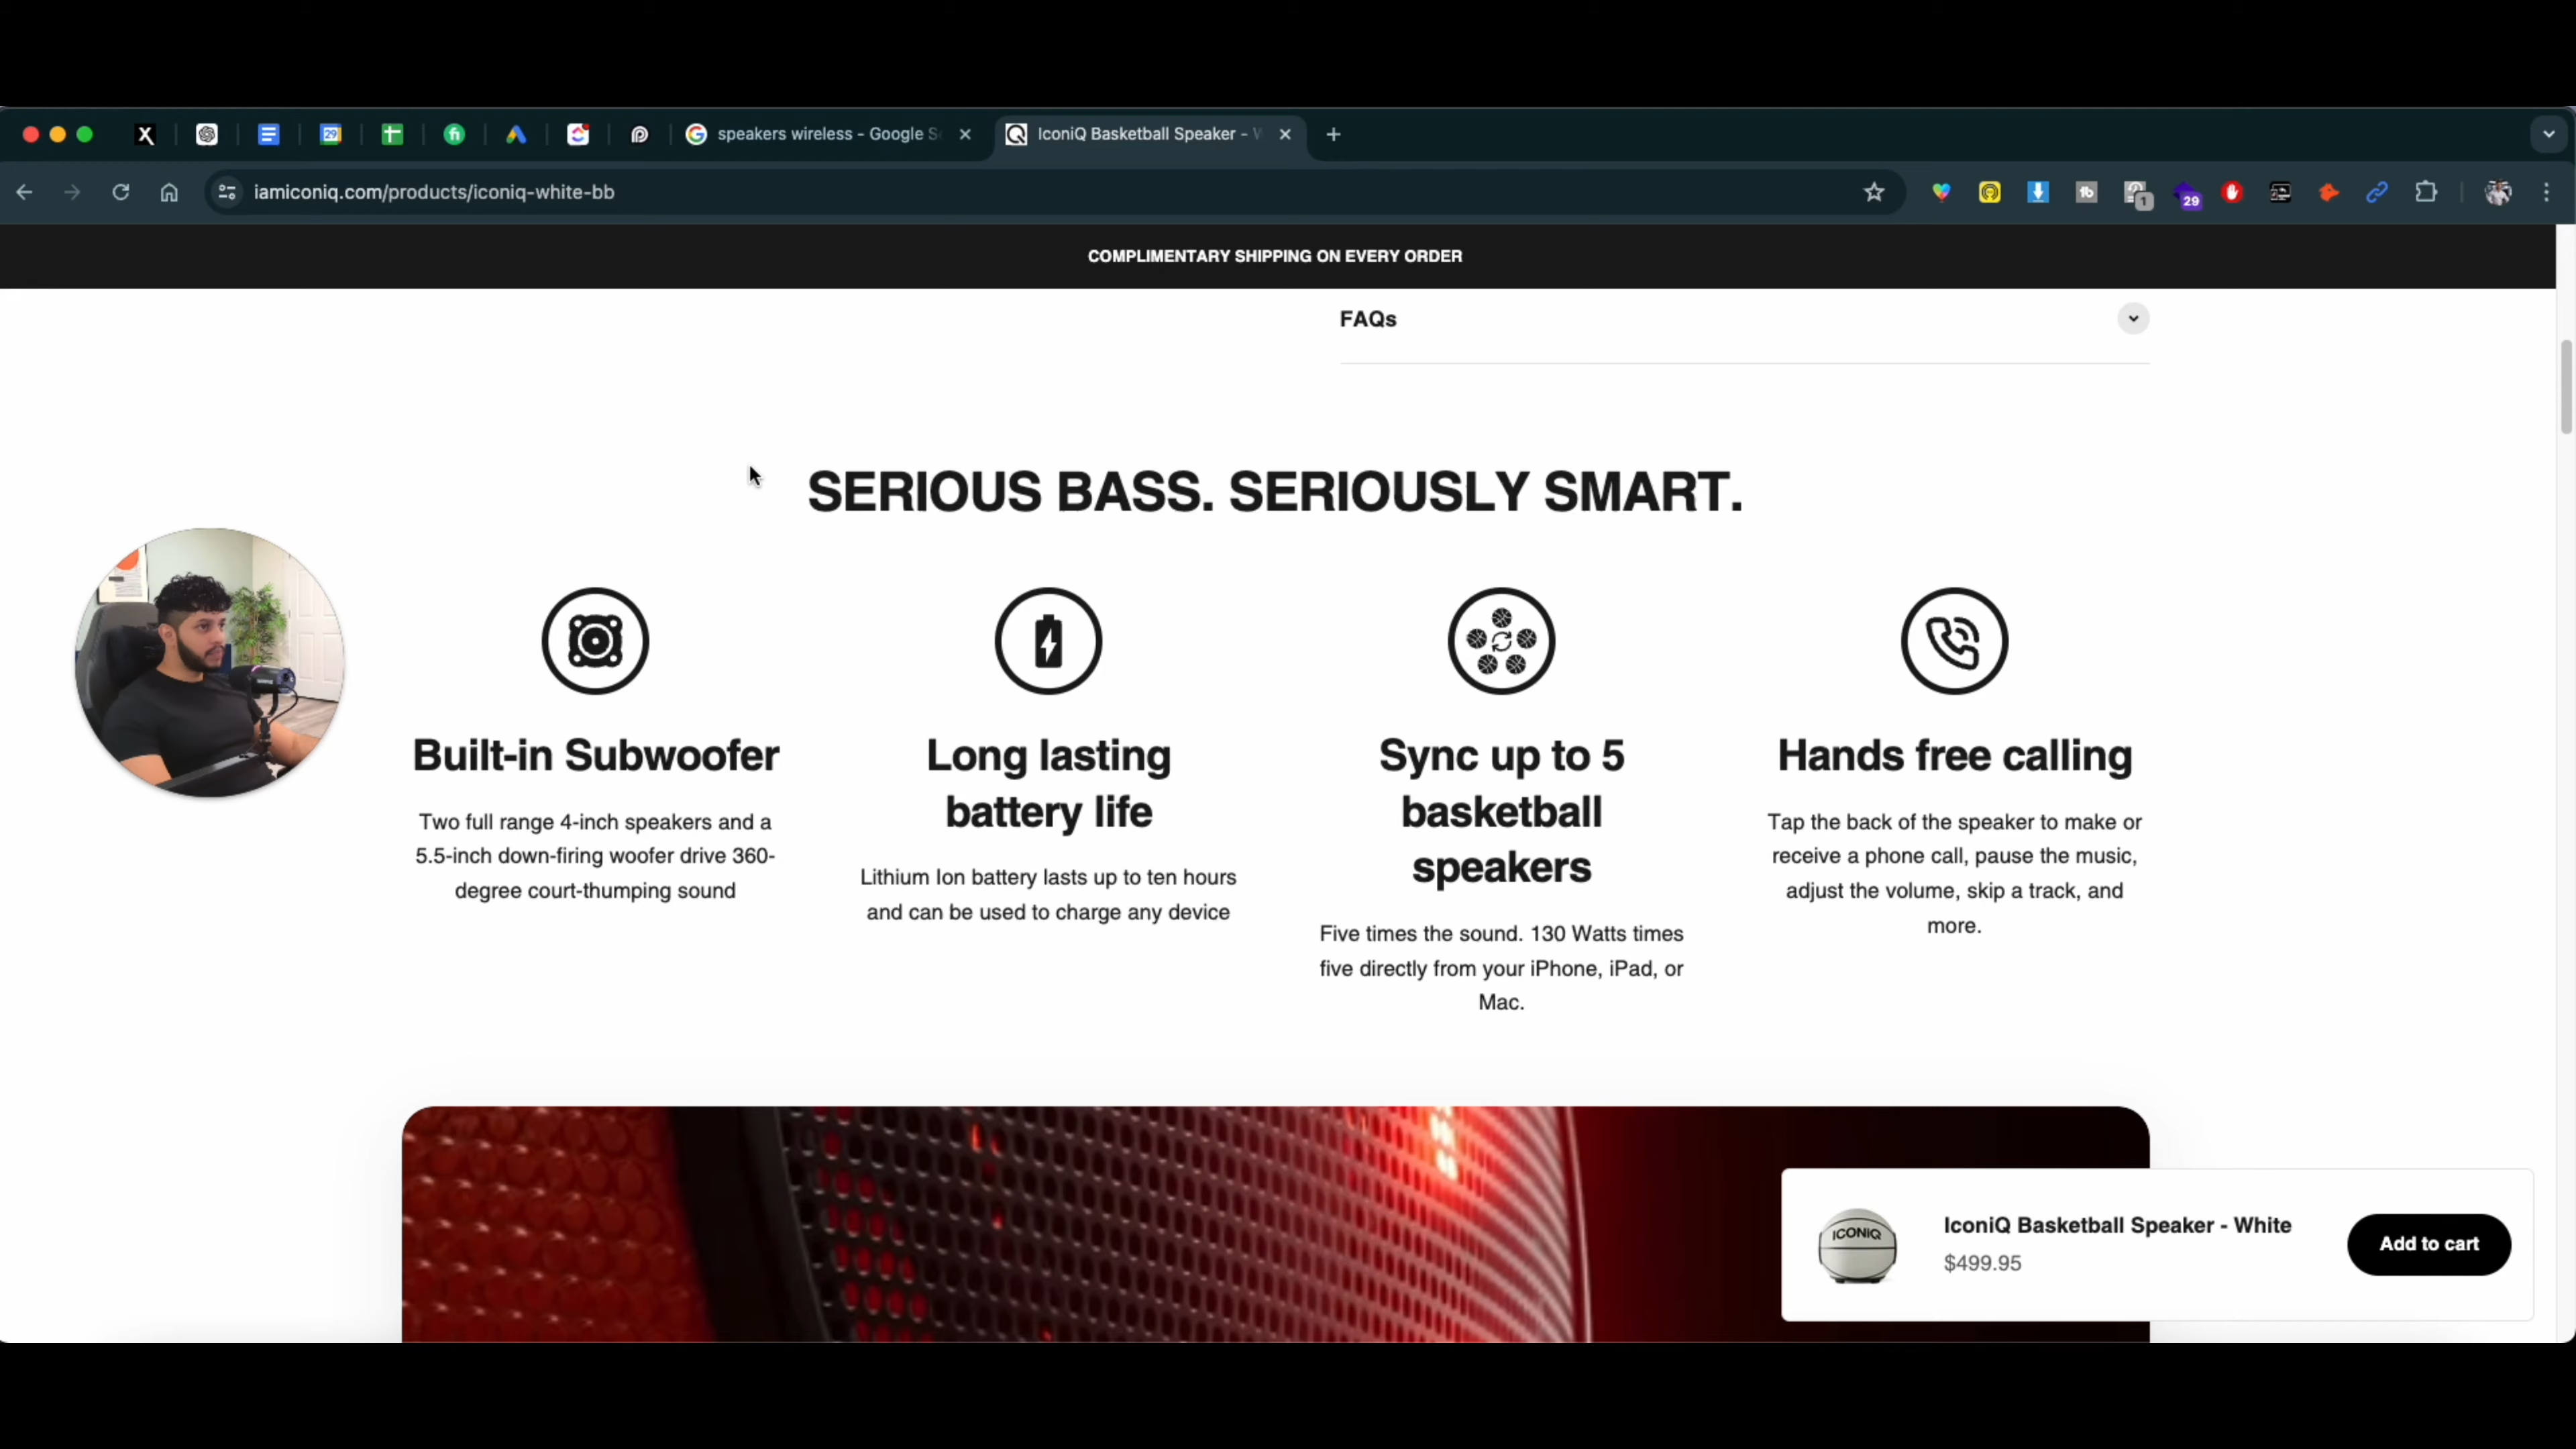 speakers wireless - Google S
IconiQ Basketball Speaker - W
iamiconiq.com/products/iconiq-white-bb
1
29
COMPLIMENTARY SHIPPING ON EVERY ORDER
FAQs
SERIOUS BASS. SERIOUSLY SMART.
Built-in Subwoofer
Two full range 4-inch speakers and a
5.5-inch down-firing woofer drive 360-
degree court-thumping sound
Long lasting
battery life
Lithium Ion battery lasts up to ten hours
and can be used to charge any device
Sync up to 5
basketball
speakers
Five times the sound. 130 Watts times
five directly from your iPhone, iPad, or
Mac.
Hands free calling
Tap the back of the speaker to make or
receive a phone call, pause the music,
adjust the volume, skip a track, and
more.
ICONIQ
IconiQ Basketball Speaker - White
$499.95
Add to cart